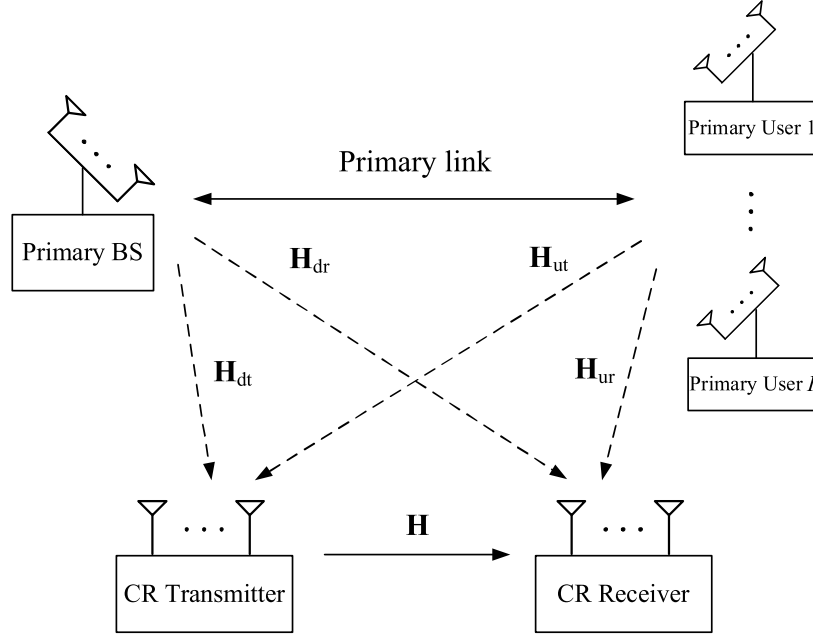 Primary User 1
Primary link
Primary BS
H_dr
H_ut
H_dt
H_ur
Primary User
H
CR Transmitter
CR Receiver